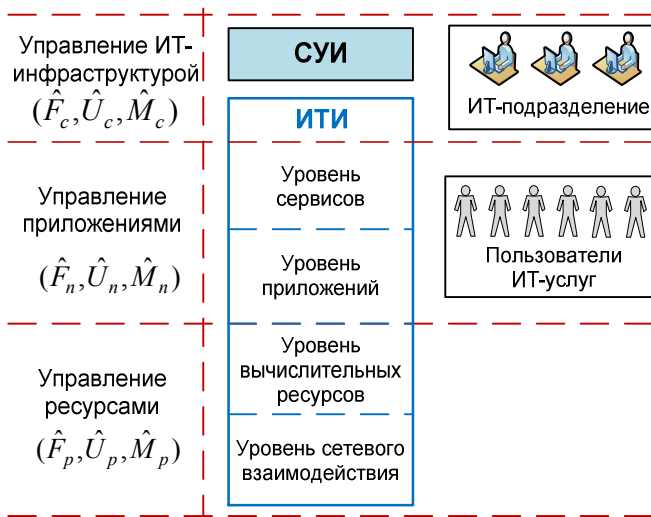 Управление ИТ-
инфраструктурой
(F̂c,Ûc,M̂c)
СУИ
ИТ-подразделение
ИТИ
Управление
приложениями
(F̂n,Ûn,M̂n)
Уровень
сервисов
Уровень
приложений
Пользователи
ИТ-услуг
Управление
ресурсами
(F̂p,Ûp,M̂p)
Уровень
вычислительных
ресурсов
Уровень сетевого
взаимодействия